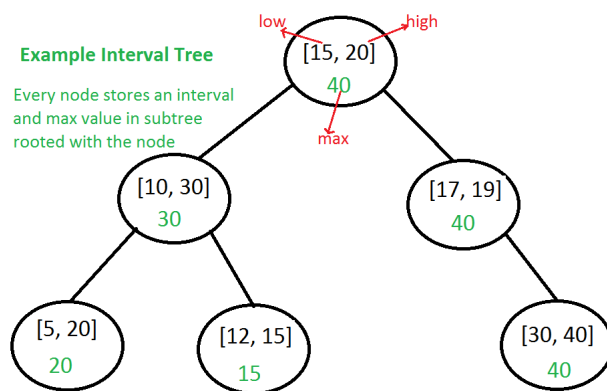 low
high
Example Interval Tree
[15, 20]
40
Every node stores an interval
and max value in subtree
rooted with the node
max
[10, 30]
30
[17, 19]
40
[5, 20]
20
[12, 15]
15
[30, 40]
40